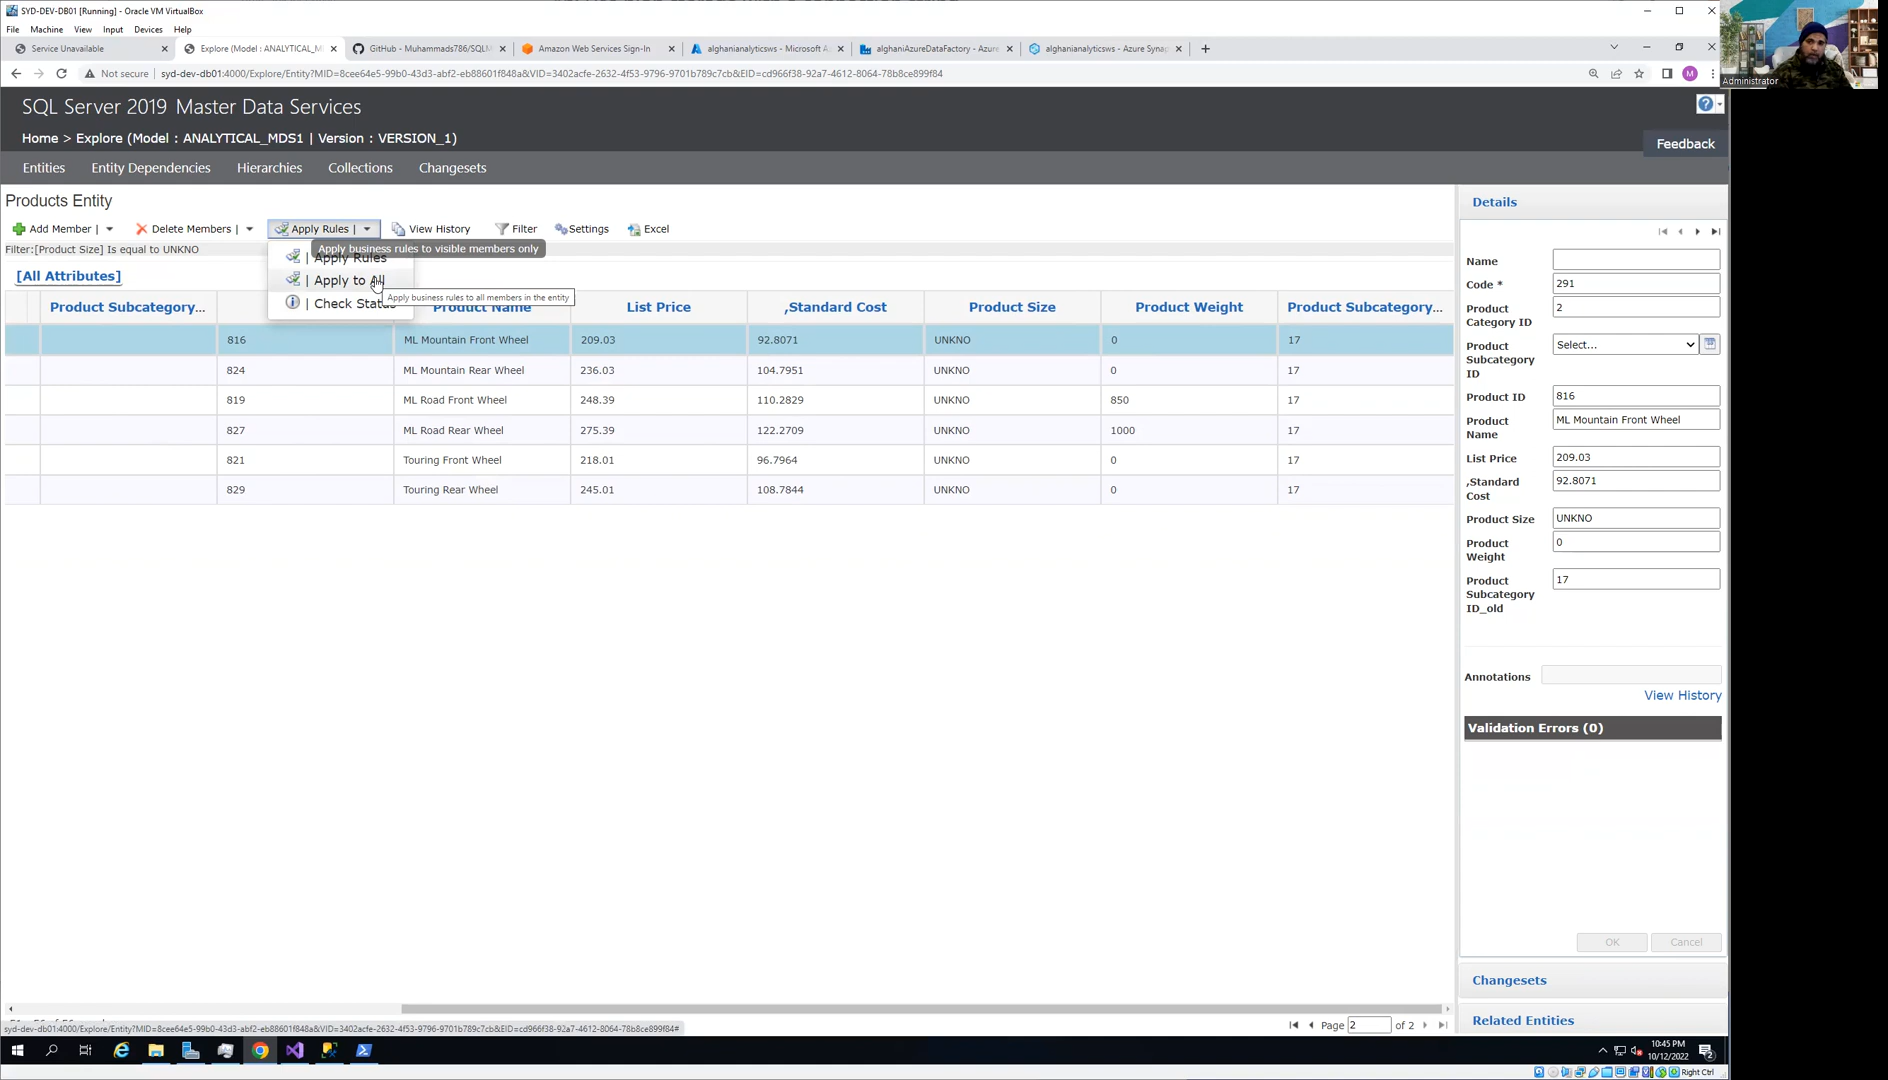 SYD-DEV-DB01 [Running] - Oracle VM VirtualBox
File Machine View Input Devices Help
Service Unavailable
Explore (Model : ANALYTICAL_MDS1
GitHub - Muhammads786/SQLM
Amazon Web Services Sign-In
alghanianalyticsws - Microsoft Az
alghaniAzureDataFactory - Azure
alghanianalyticsws - Azure Synap
Not secure
syd-dev-db01:4000/Explore/Entity?MID=8cee64e5-99b0-43d3-abf2-eb88601f848a&VID=3402acfe-2632-4f53-9796-9701b789c7cb&EID=cd966f38-92a7-4612-8064-78b8ce899f84
M
Administrator
SQL Server 2019 Master Data Services
Home > Explore (Model : ANALYTICAL_MDS1 | Version : VERSION_1)
Feedback
Entities Entity Dependencies Hierarchies Collections Changesets
Products Entity
Add Member | Delete Members | Apply Rules | View History Filter Settings Excel
Filter:[Product Size] Is equal to UNKNO
Apply business rules to visible members only
| Apply Rules
| Apply to All
Apply business rules to all members in the entity
| Check Status
[All Attributes]
Product Subcategory... Product Name List Price ,Standard Cost Product Size Product Weight Product Subcategory...
816 ML Mountain Front Wheel 209.03 92.8071 UNKNO 0 17
824 ML Mountain Rear Wheel 236.03 104.7951 UNKNO 0 17
819 ML Road Front Wheel 248.39 110.2829 UNKNO 850 17
827 ML Road Rear Wheel 275.39 122.2709 UNKNO 1000 17
821 Touring Front Wheel 218.01 96.7964 UNKNO 0 17
829 Touring Rear Wheel 245.01 108.7844 UNKNO 0 17
Details
Name
Code * 291
Product Category ID 2
Product Subcategory ID Select...
Product ID 816
Product Name ML Mountain Front Wheel
List Price 209.03
,Standard Cost 92.8071
Product Size UNKNO
Product Weight 0
Product Subcategory ID_old 17
Annotations
View History
Validation Errors (0)
OK Cancel
Changesets
Related Entities
Page 2 of 2
syd-dev-db01:4000/Explore/Entity?MID=8cee64e5-99b0-43d3-abf2-eb88601f848a&VID=3402acfe-2632-4f53-9796-9701b789c7cb&EID=cd966f38-92a7-4612-8064-78b8ce899f84#
10:45 PM
10/12/2022
2
Right Ctrl